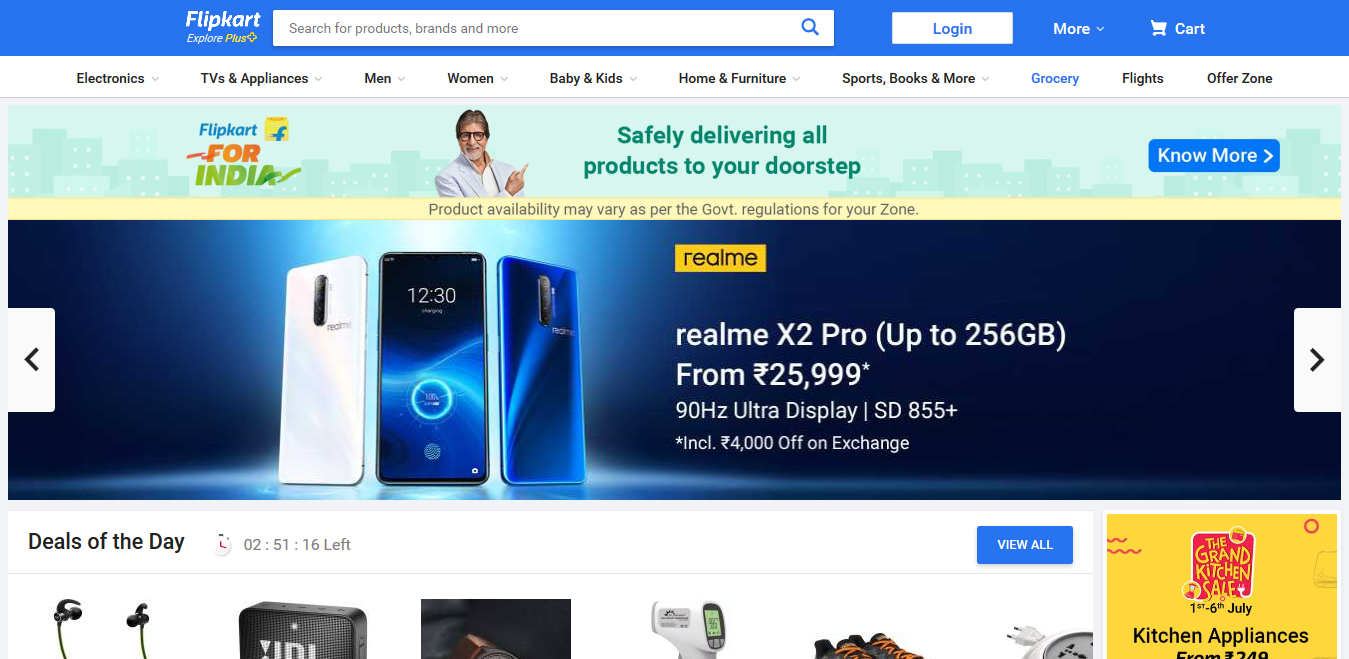 Flipkart
Explore Plus
Search for products, brands and more
Login
More
Cart
Electronics
TVs & Appliances
Men
Women
Baby & Kids
Home & Furniture
Sports, Books & More
Grocery
Flights
Offer Zone
Flipkart
FOR
INDIA
Safely delivering all
products to your doorstep
Know More
Product availability may vary as per the Govt. regulations for your Zone.
realme
12:30
charging
100%
realme
realme
realme X2 Pro (Up to 256GB)
From ₹25,999*
90Hz Ultra Display | SD 855+
*Incl. ₹4,000 Off on Exchange
Deals of the Day
02 : 51 : 16 Left
VIEW ALL
THE
GRAND
KITCHEN
SALE
1ST-6th July
Kitchen Appliances
From ₹249